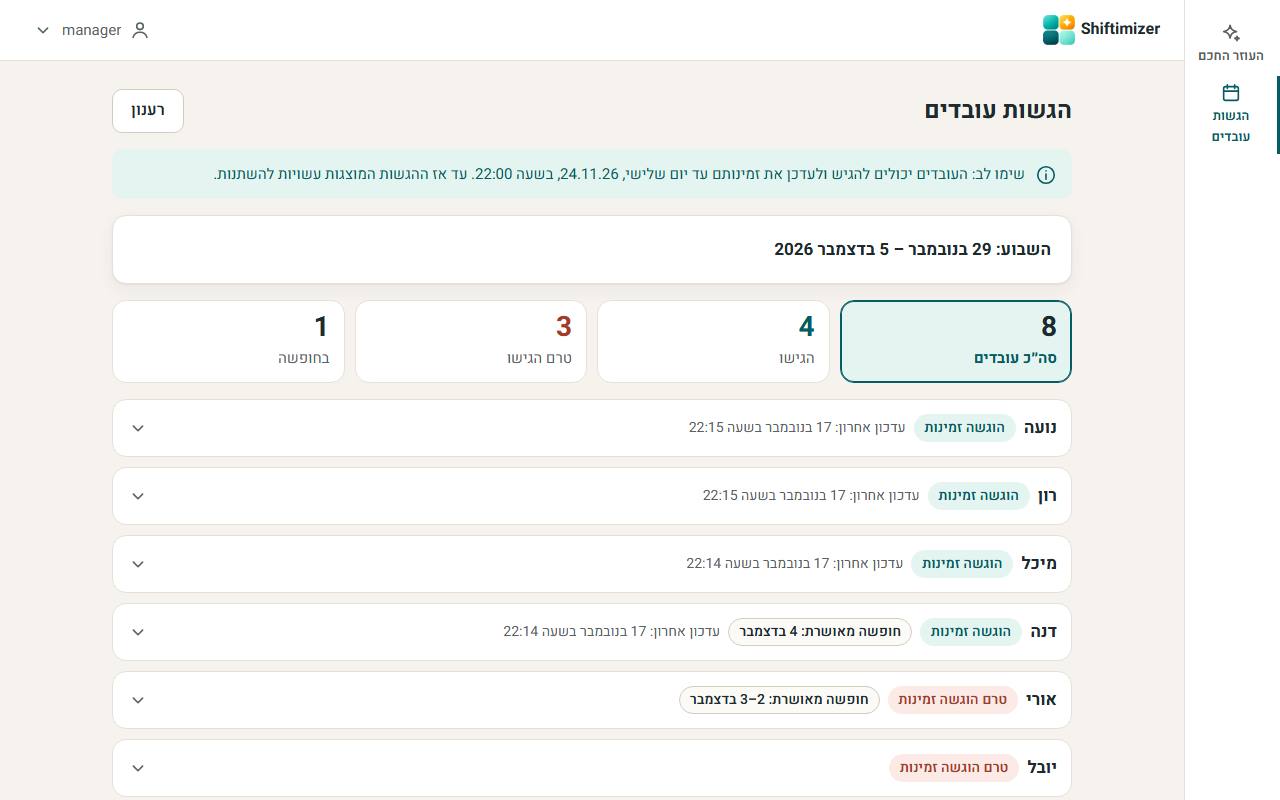 Shiftimizer
manager
העוזר החכם
הגשות
עובדים
הגשות עובדים
רענון
שימו לב: העובדים יכולים להגיש ולעדכן את זמינותם עד יום שלישי, 24.11.26, בשעה 22:00. עד אז ההגשות המוצגות עשויות להשתנות.
השבוע: 29 בנובמבר – 5 בדצמבר 2026
8
סה״כ עובדים
4
הגישו
3
טרם הגישו
1
בחופשה
נועה הוגשה זמינות עדכון אחרון: 17 בנובמבר בשעה 22:15
רון הוגשה זמינות עדכון אחרון: 17 בנובמבר בשעה 22:15
מיכל הוגשה זמינות עדכון אחרון: 17 בנובמבר בשעה 22:14
דנה הוגשה זמינות חופשה מאושרת: 4 בדצמבר עדכון אחרון: 17 בנובמבר בשעה 22:14
אורי טרם הוגשה זמינות חופשה מאושרת: 2–3 בדצמבר
יובל טרם הוגשה זמינות